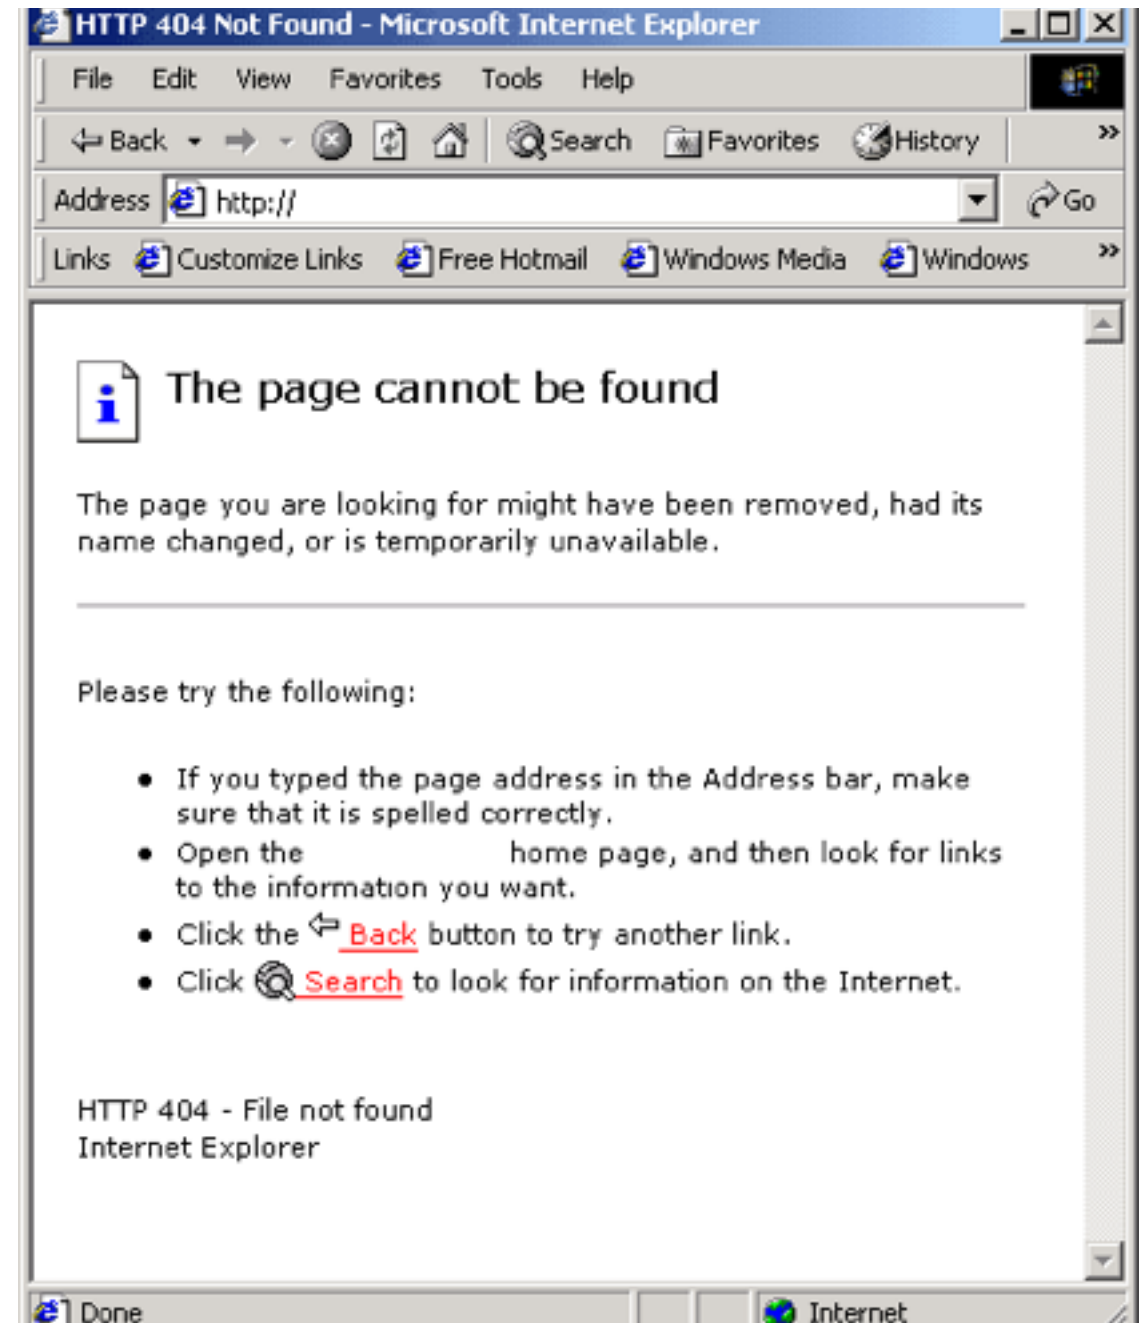 HTTP 404 Not Found - Microsoft Internet Explorer
File Edit View Favorites Tools Help
Back Search Favorites History »
Address http:// Go
Links Customize Links Free Hotmail Windows Media Windows »
The page cannot be found
The page you are looking for might have been removed, had its
name changed, or is temporarily unavailable.
Please try the following:
● If you typed the page address in the Address bar, make
sure that it is spelled correctly.
● Open the home page, and then look for links
to the information you want.
● Click the Back button to try another link.
● Click Search to look for information on the Internet.
HTTP 404 - File not found
Internet Explorer
Done Internet